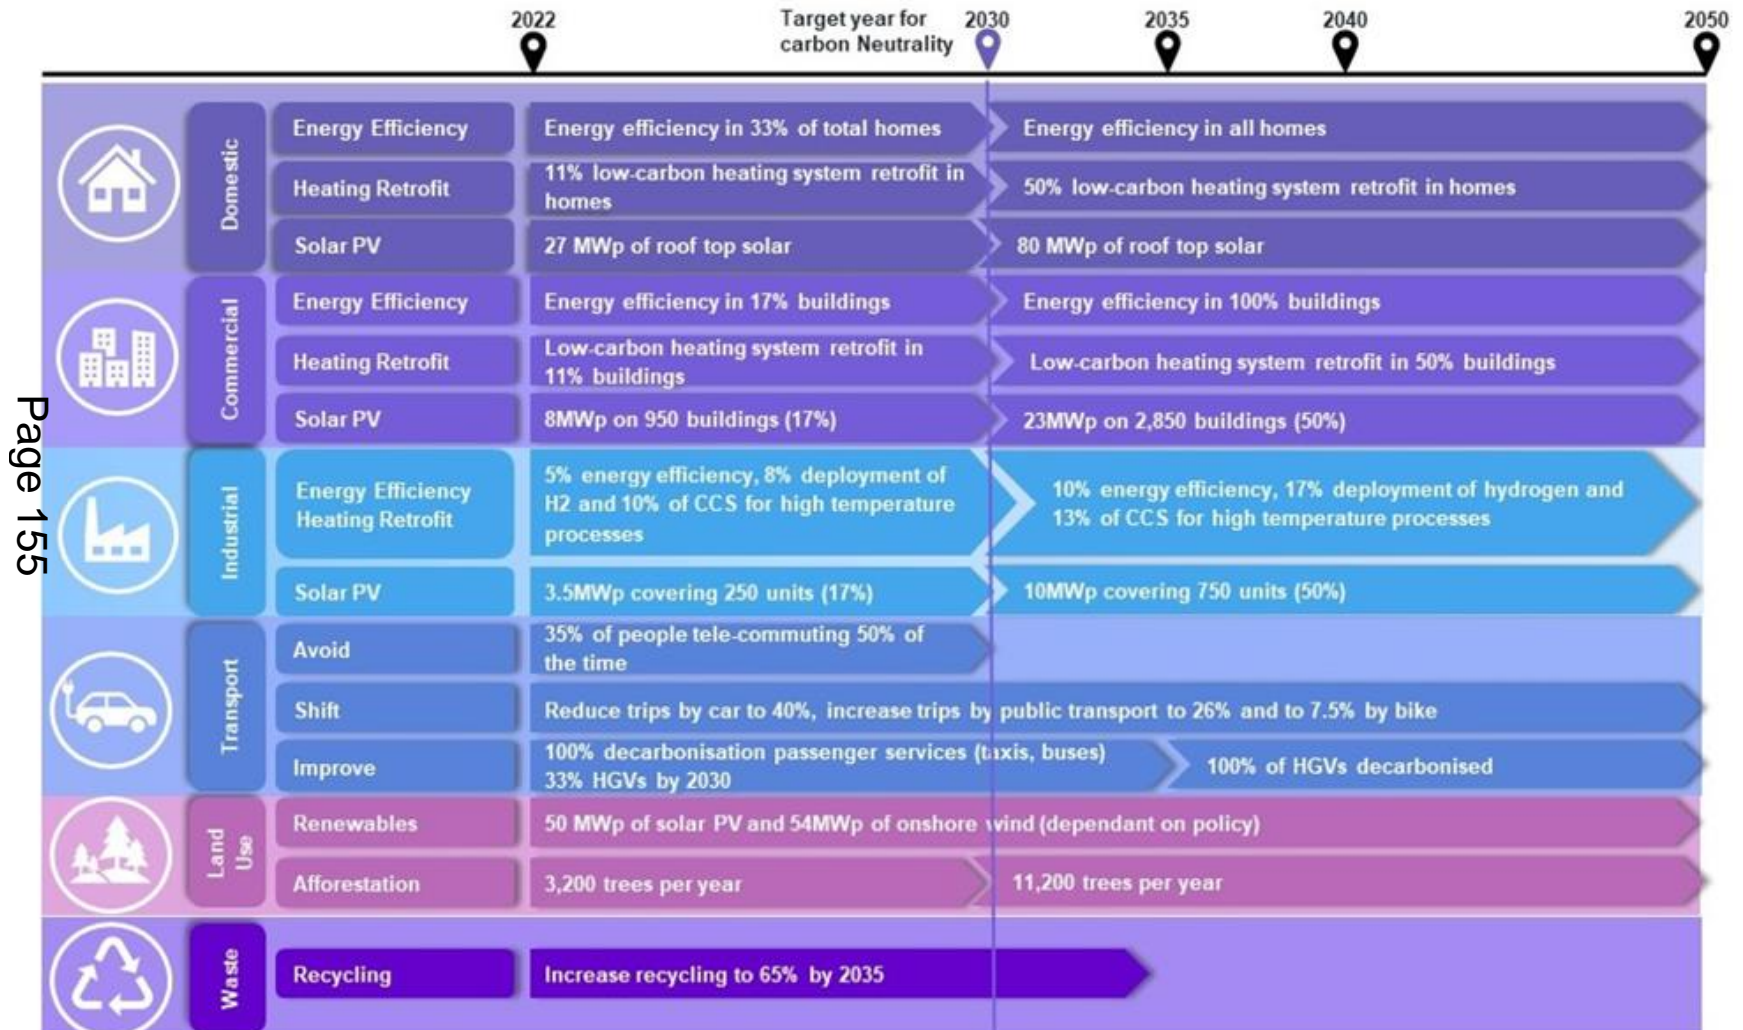 2022
Target year for
carbon Neutrality
2030
2035
2040
2050
Page 155
Domestic
Energy Efficiency
Energy efficiency in 33% of total homes
Energy efficiency in all homes
Heating Retrofit
11% low-carbon heating system retrofit in
homes
50% low-carbon heating system retrofit in homes
Solar PV
27 MWp of roof top solar
80 MWp of roof top solar
Commercial
Energy Efficiency
Energy efficiency in 17% buildings
Energy efficiency in 100% buildings
Heating Retrofit
Low-carbon heating system retrofit in
11% buildings
Low-carbon heating system retrofit in 50% buildings
Solar PV
8MWp on 950 buildings (17%)
23MWp on 2,850 buildings (50%)
Industrial
Energy Efficiency
Heating Retrofit
5% energy efficiency, 8% deployment of
H2 and 10% of CCS for high temperature
processes
10% energy efficiency, 17% deployment of hydrogen and
13% of CCS for high temperature processes
Solar PV
3.5MWp covering 250 units (17%)
10MWp covering 750 units (50%)
Transport
Avoid
35% of people tele-commuting 50% of
the time
Shift
Reduce trips by car to 40%, increase trips by public transport to 26% and to 7.5% by bike
Improve
100% decarbonisation passenger services (taxis, buses)
33% HGVs by 2030
100% of HGVs decarbonised
Land
Use
Renewables
50 MWp of solar PV and 54MWp of onshore wind (dependant on policy)
Afforestation
3,200 trees per year
11,200 trees per year
Waste
Recycling
Increase recycling to 65% by 2035